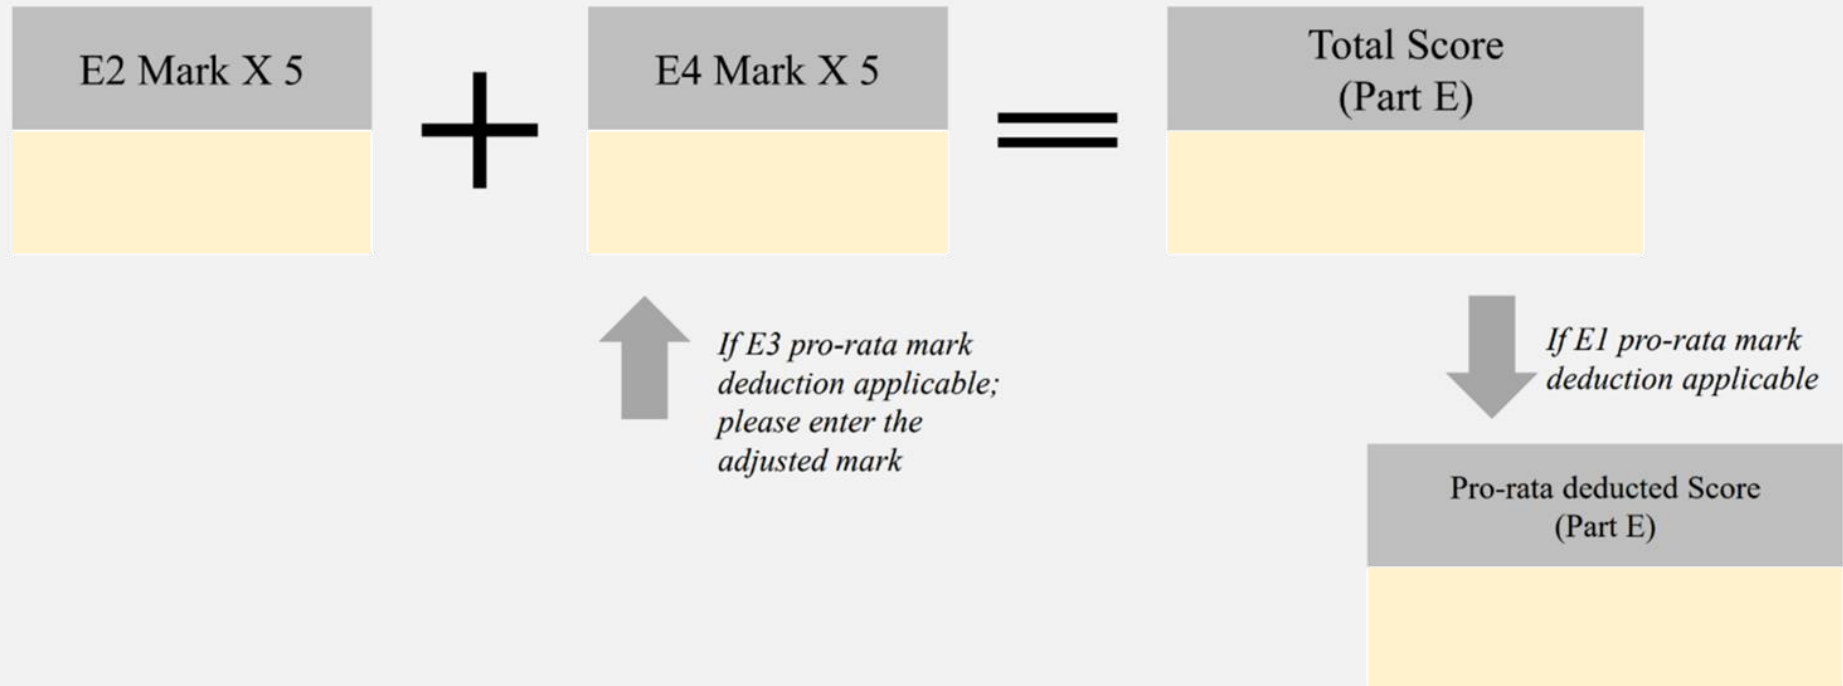 E2 Mark X 5
+
E4 Mark X 5
=
Total Score
(Part E)
If E3 pro-rata mark
deduction applicable;
please enter the
adjusted mark
If E1 pro-rata mark
deduction applicable
Pro-rata deducted Score
(Part E)